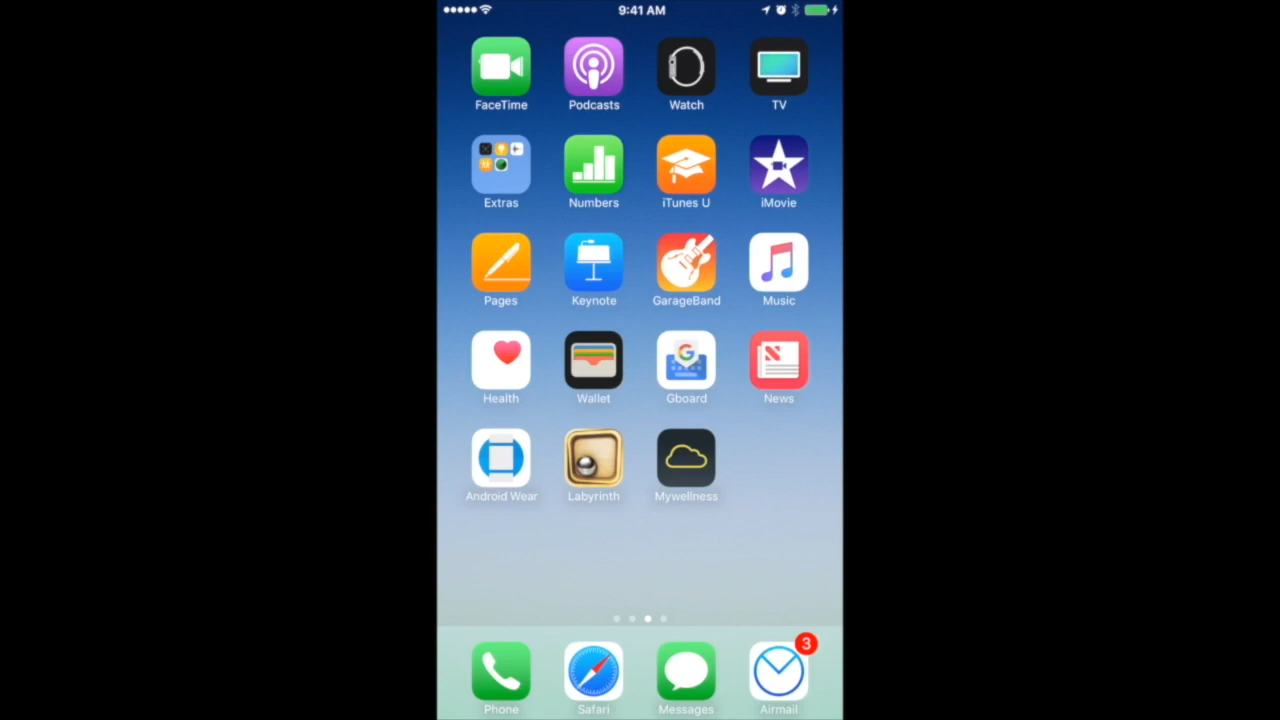 9:41 AM
FaceTime Podcasts Watch TV
Extras Numbers iTunes U iMovie
Pages Keynote GarageBand Music
Health Wallet Gboard News
Android Wear Labyrinth Mywellness
3
Phone Safari Messages Airmail